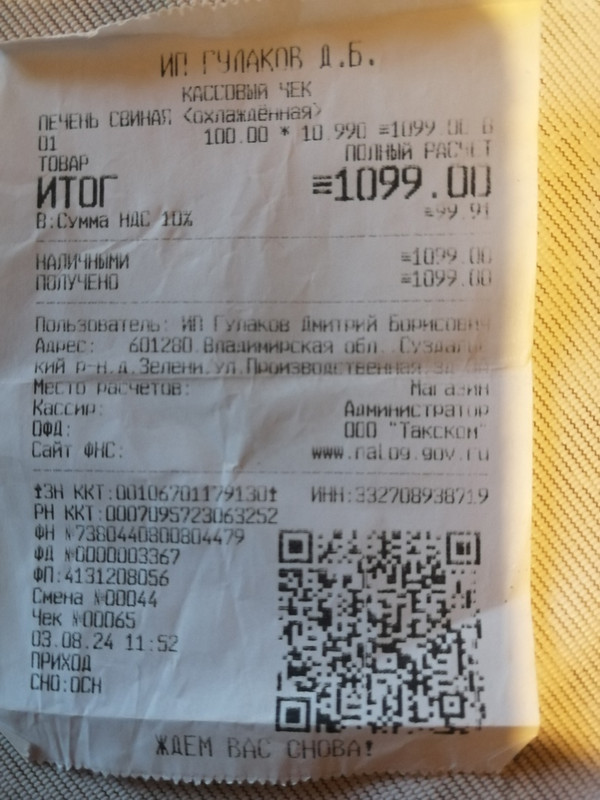 ИП ГУЛАКОВ Д.Б.
КАССОВЫЙ ЧЕК
ПЕЧЕНЬ СВИНАЯ <охлаждённая>
01 100.00 * 10.990 ≡1099.00 В
ТОВАР ПОЛНЫЙ РАСЧЕТ
ИТОГ ≡1099.00
В:Сумма НДС 10% ≡99.91
НАЛИЧНЫМИ ≡1099.00
ПОЛУЧЕНО ≡1099.00
Пользователь: ИП Гулаков Дмитрий Борисович
Адрес: 601280.Владимирская обл. Суздальс
кий р-н.д.Зелени.ул.Производственная
Место расчетов: Магазин
Кассир: Администратор
ОФД: ООО "Такском"
Сайт ФНС: www.nalog.gov.ru
ЗН ККТ:00106701179130 ИНН:332708938719
РН ККТ:0007095723063252
ФН №7380440800804479
ФД №0000003367
ФП:4131208056
Смена №00044
Чек №00065
03.08.24 11:52
ПРИХОД
СНО:ОСН
ЖДЕМ ВАС СНОВА!